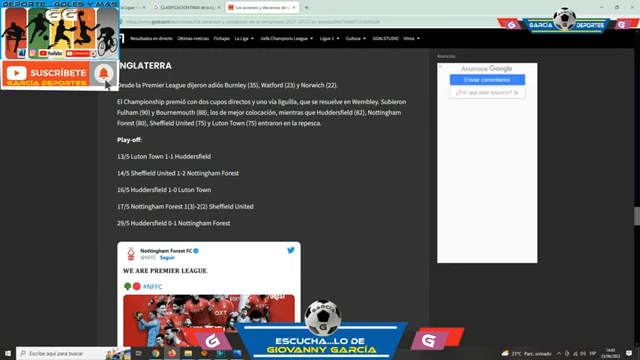 DEPORTE...GOLES Y MAS
GG
YouTube
SUSCRÍBETE
GARCÍA DEPORTES
CLASIFICACION FINAL de la
Los ascensos y descensos de l
GARCÍA
DEPORTES
Resultados en directo
Últimas noticias
Fichajes
La Liga
Uefa Champions League
Ligue 1
Cultura
GOALSTUDIO
Otros
INGLATERRA
Desde la Premier League dijeron adiós Burnley (35), Watford (23) y Norwich (22).
El Championship premió con dos cupos directos y uno vía liguilla, que se resuelve en Wembley. Subieron
Fulham (90) y Bournemouth (88), los de mejor colocación, mientras que Huddersfield (82), Nottingham
Forest (80), Sheffield United (75) y Luton Town (75) entraron en la repesca.
Play-off
13/5 Luton Town 1-1 Huddersfield
14/5 Sheffield United 1-2 Nottingham Forest
16/5 Huddersfield 1-0 Luton Town
17/5 Nottingham Forest 1(3)-2(2) Sheffield United
29/5 Huddersfield 0-1 Nottingham Forest
Anuncios
Anuncios Google
Enviar comentarios
¿Por qué este anuncio?
Nottingham Forest FC
@NFFC · Seguir
WE ARE PREMIER LEAGUE.
#NFFC
G
G
ESCUCHA...LO DE
GIOVANNY GARCÍA
Escribe aquí para buscar
23°C Parc. soleado
ESP
14:43